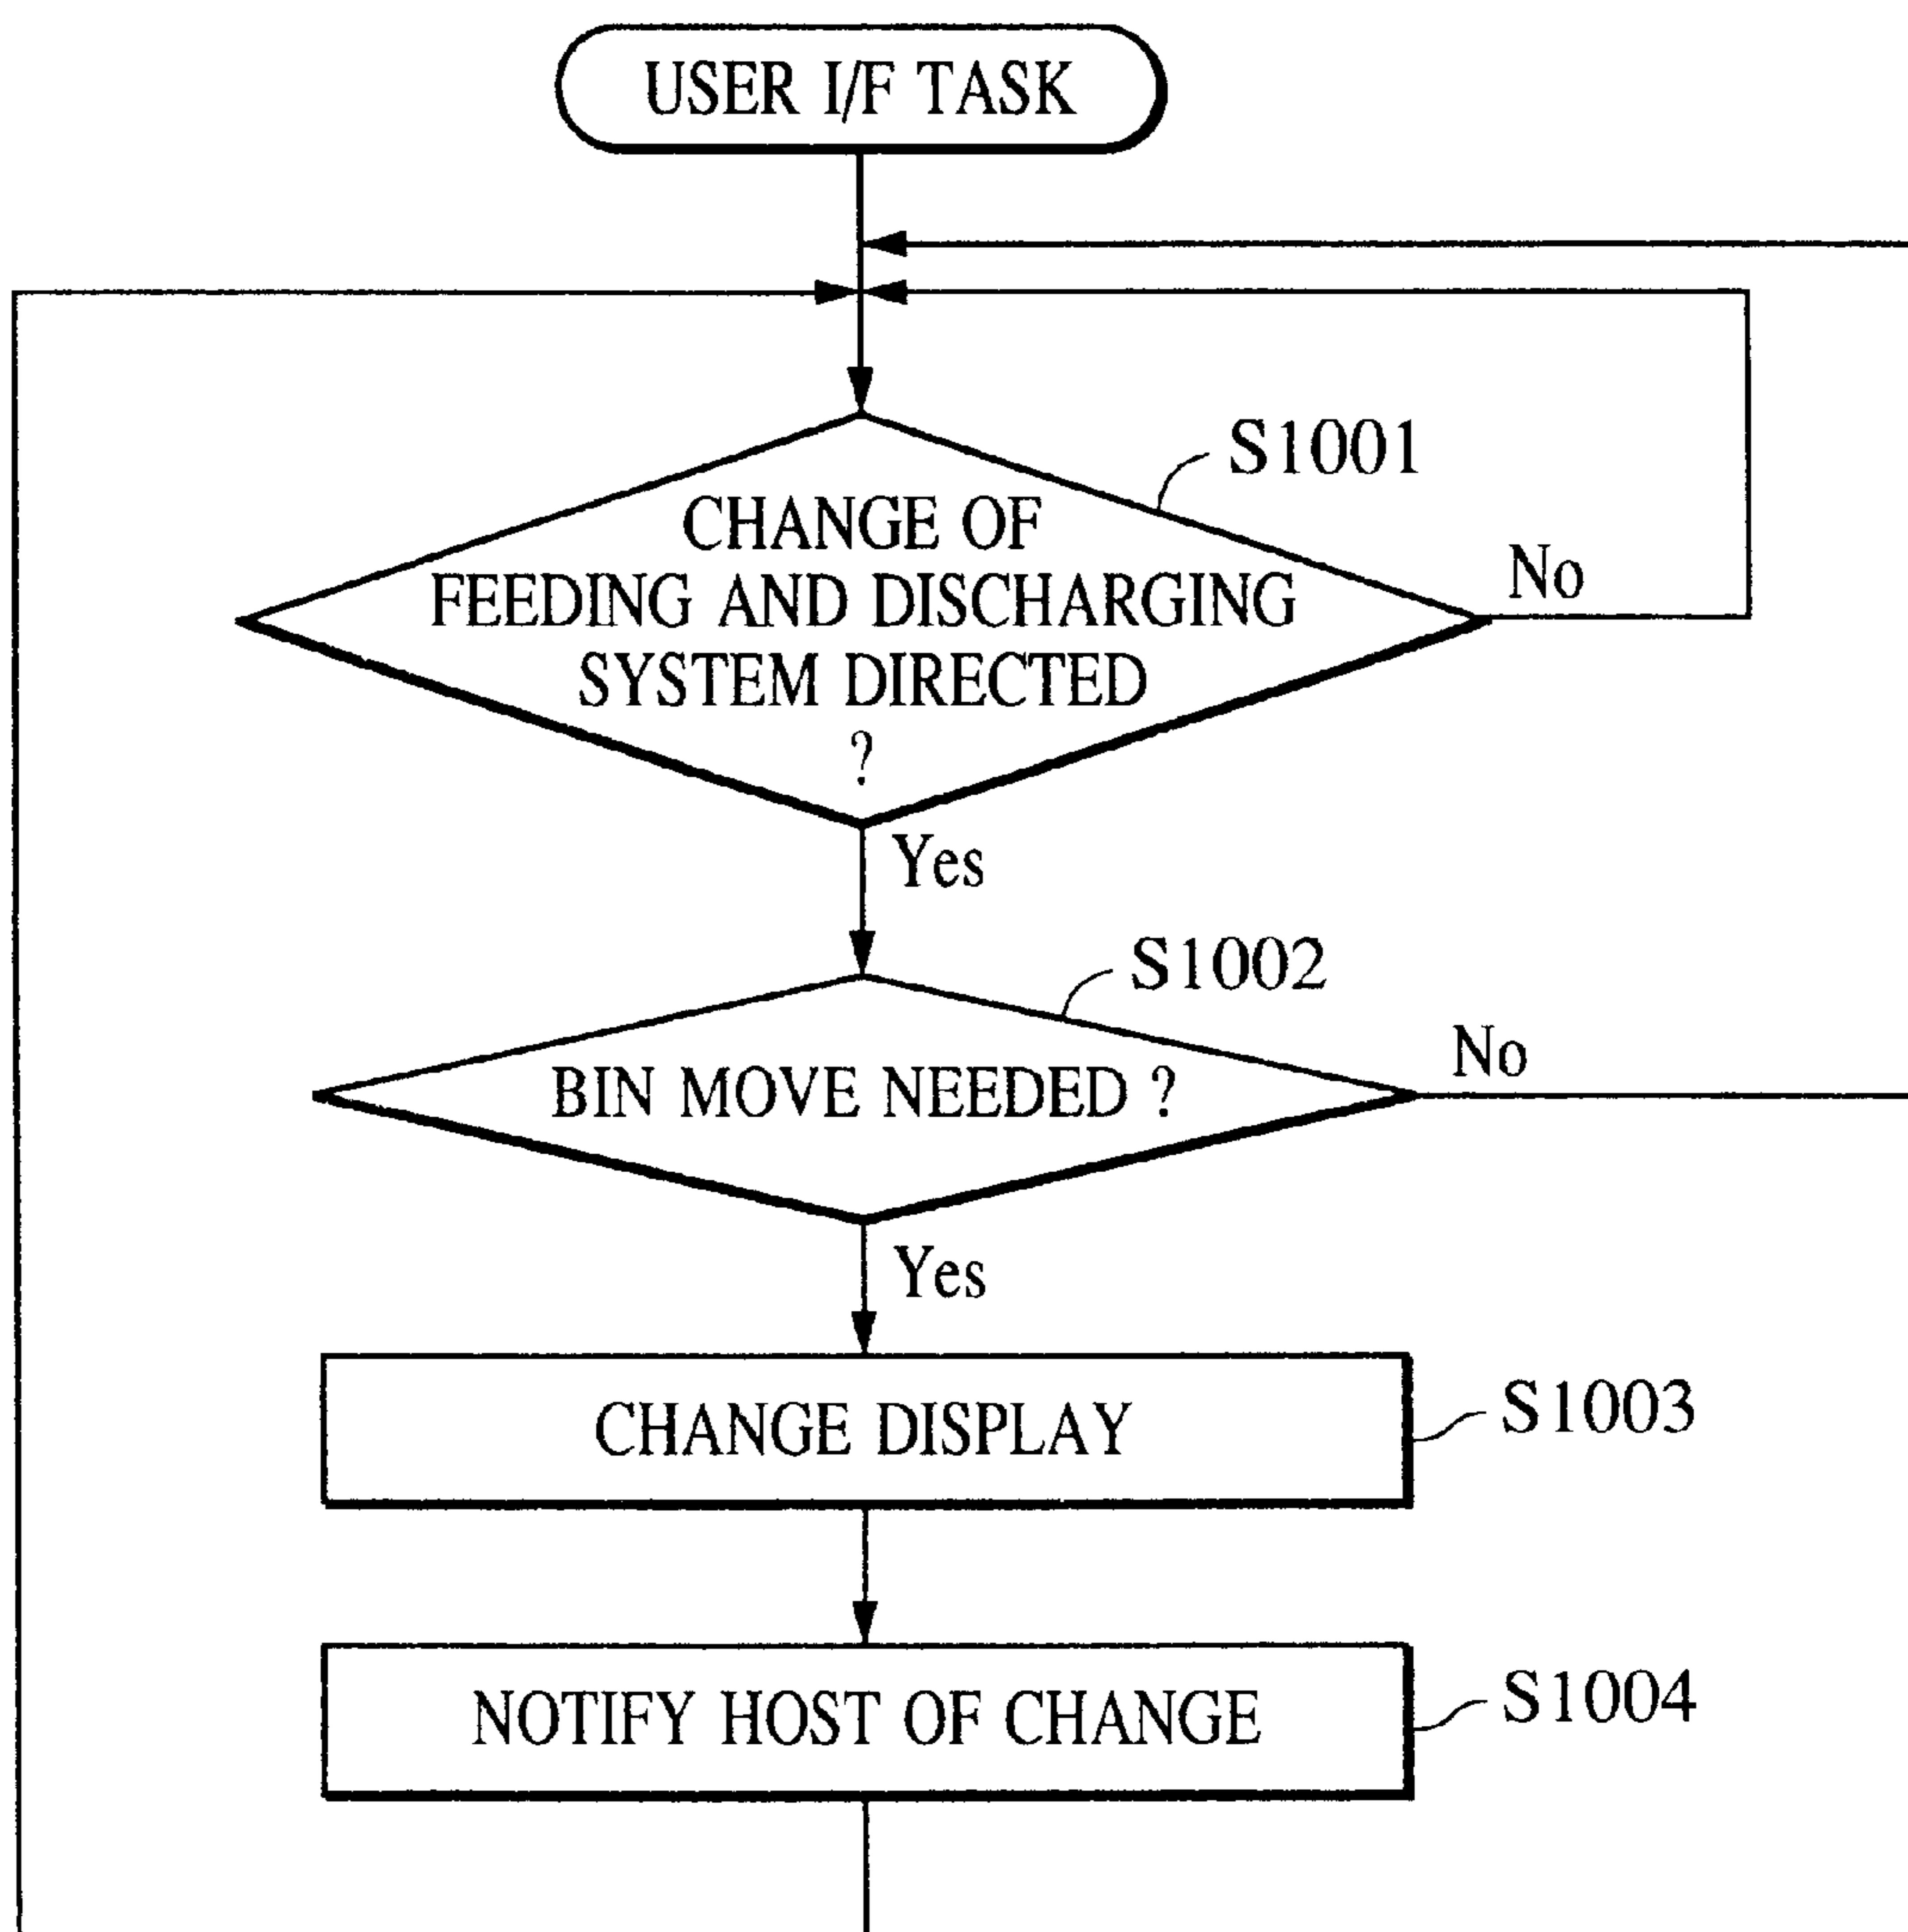 USER I/F TASK
S1001
CHANGE OF
FEEDING AND DISCHARGING
SYSTEM DIRECTED
?
No
Yes
S1002
BIN MOVE NEEDED ?
No
Yes
CHANGE DISPLAY
S1003
NOTIFY HOST OF CHANGE
S1004